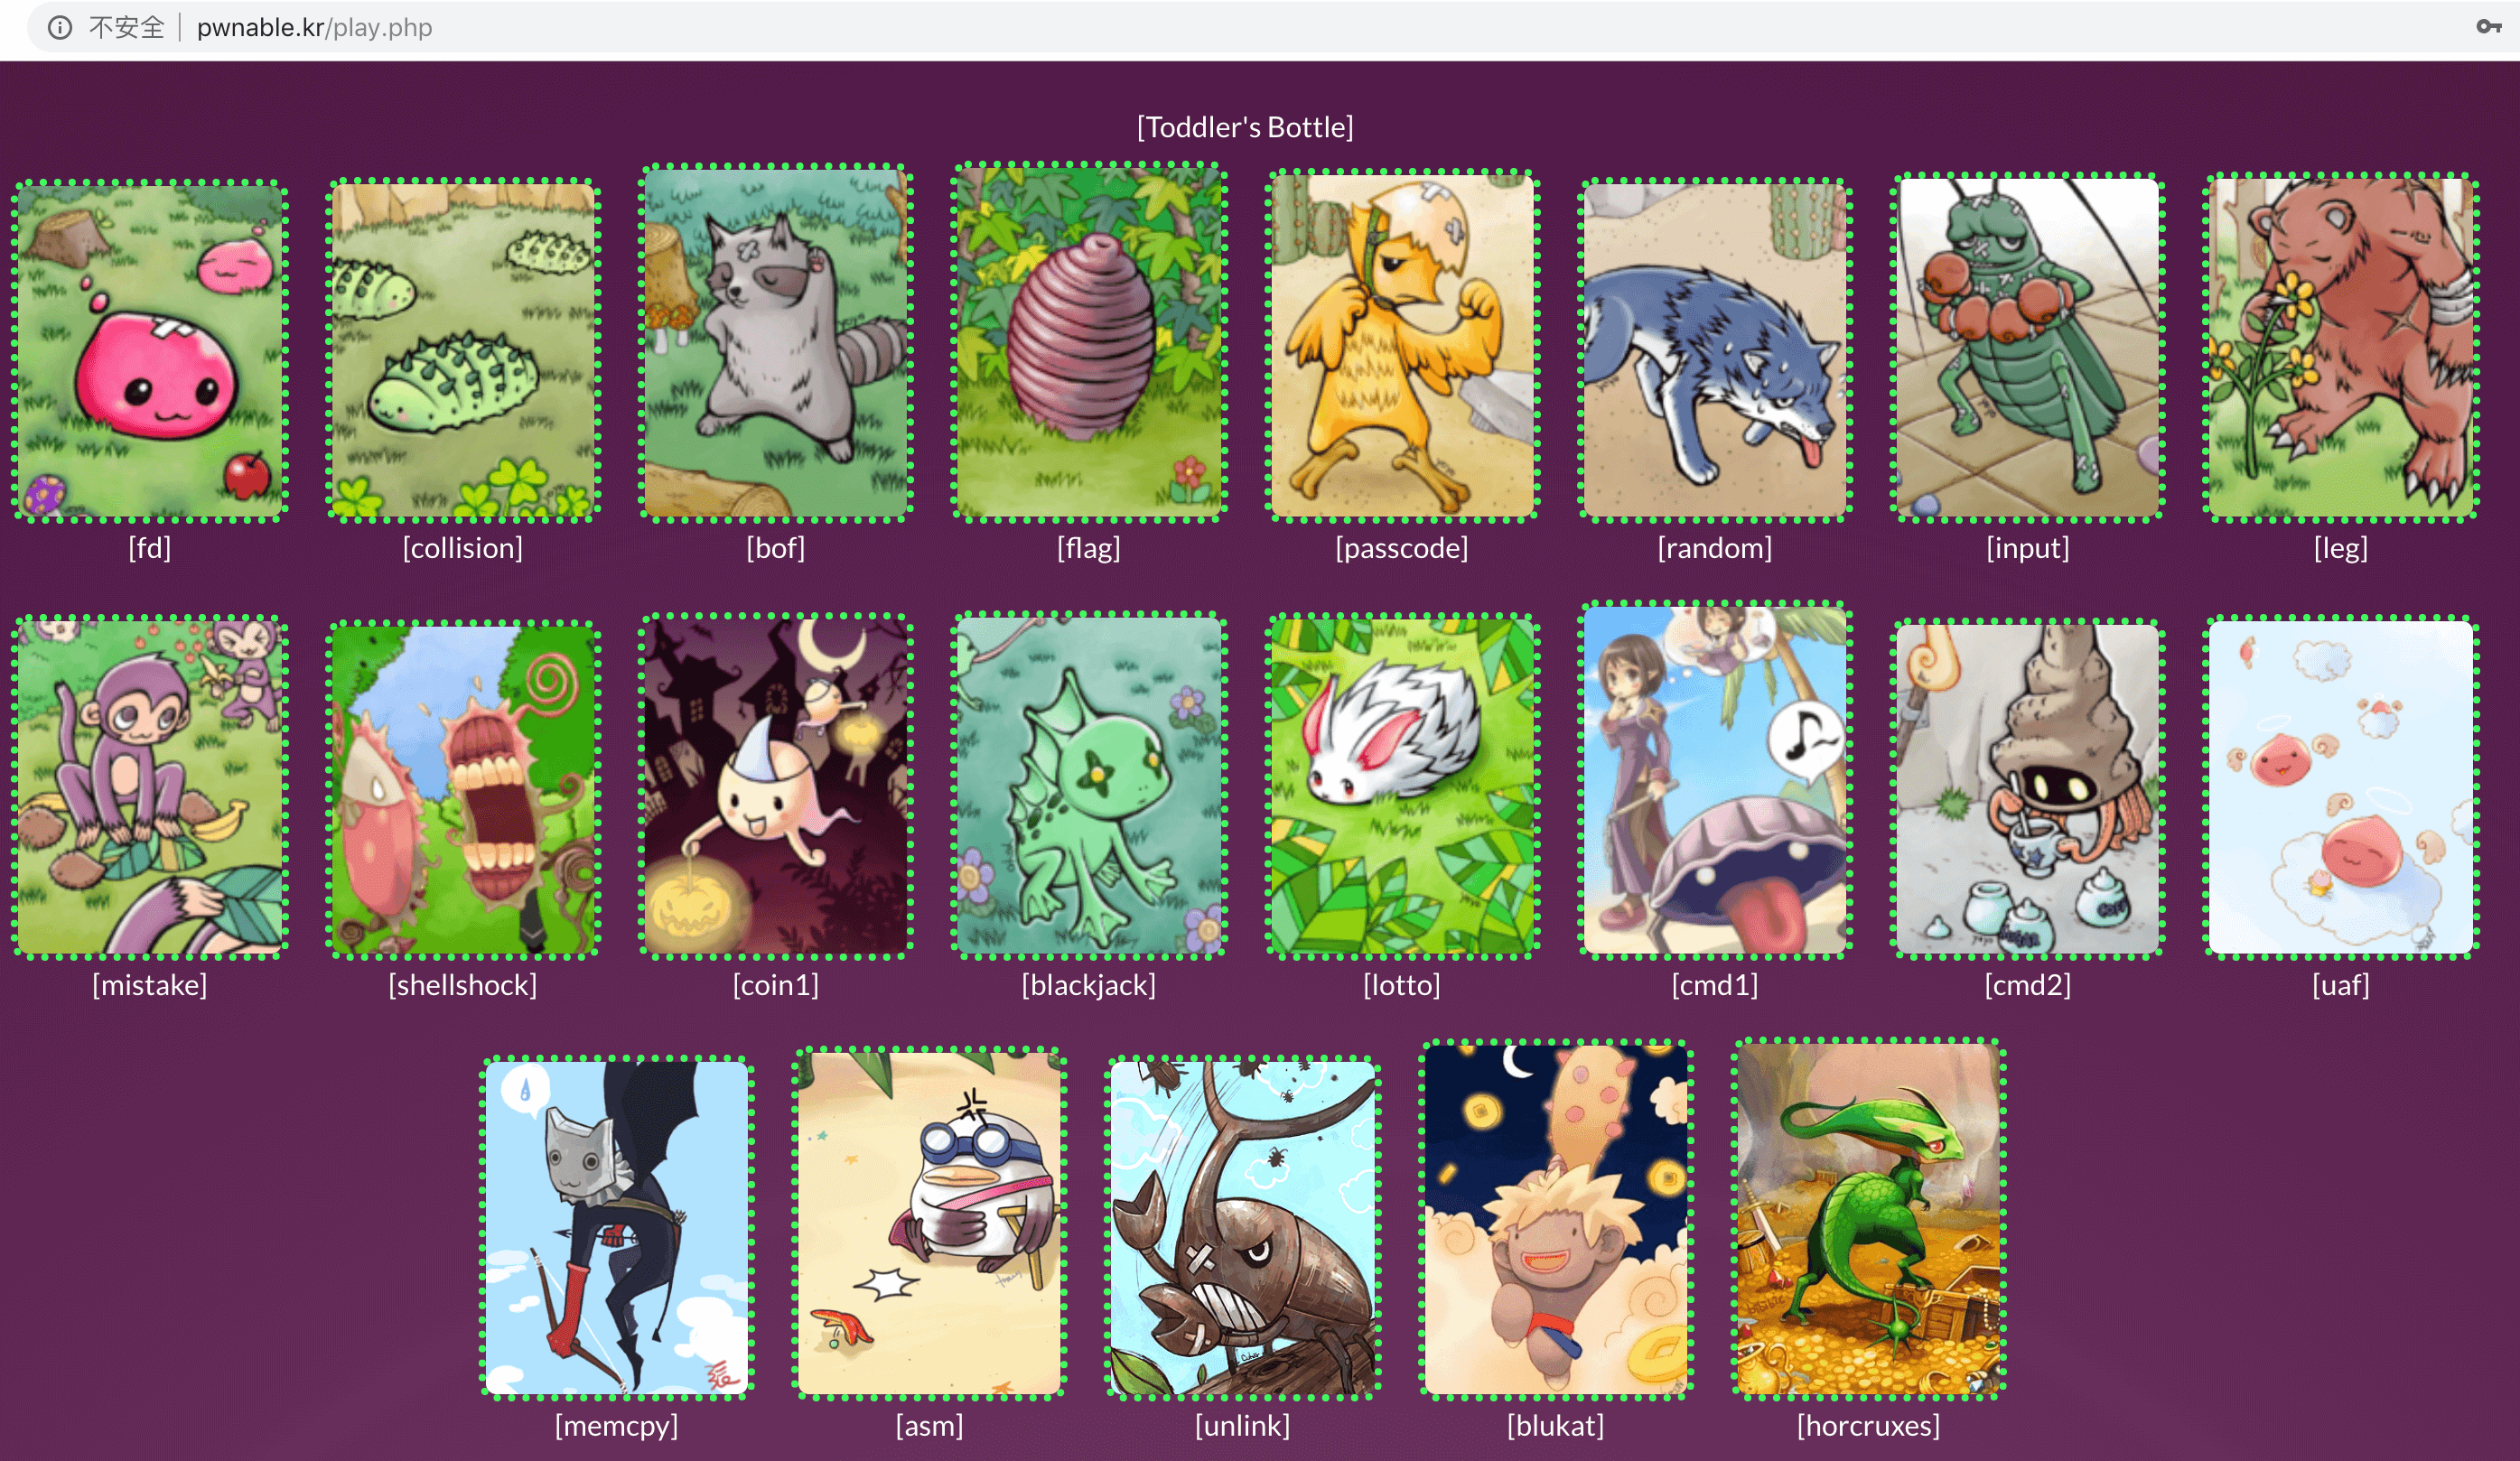 不安全 pwnable.kr/play.php
[Toddler's Bottle]
[fd] [collision] [bof] [flag] [passcode] [random] [input] [leg]
[mistake] [shellshock] [coin1] [blackjack] [lotto] [cmd1] [cmd2] [uaf]
[memcpy] [asm] [unlink] [blukat] [horcruxes]